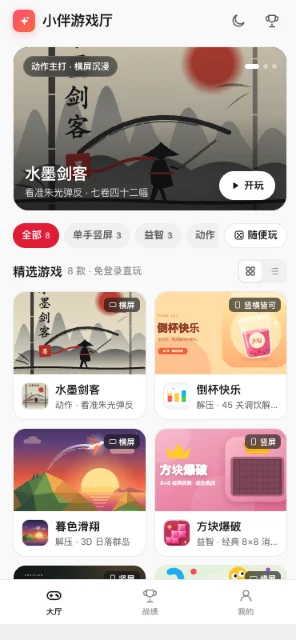 小伴游戏厅
动作主打 · 横屏沉浸
水墨剑客
水墨剑客
看准朱光弹反 · 七卷四十二幅
开玩
全部 8
单手竖屏 3
益智 3
动作
随便玩
精选游戏
8 款 · 免登录直玩
横屏
水墨剑客
水墨剑客
动作 · 看准朱光弹反
竖横皆可
倒杯快乐
倒杯快乐
解压 · 45 关调饮解...
横屏
暮色滑翔
解压 · 3D 日落群岛
竖屏
方块爆破
方块爆破
益智 · 经典 8×8 消...
竖屏
横屏
大厅
战绩
我的